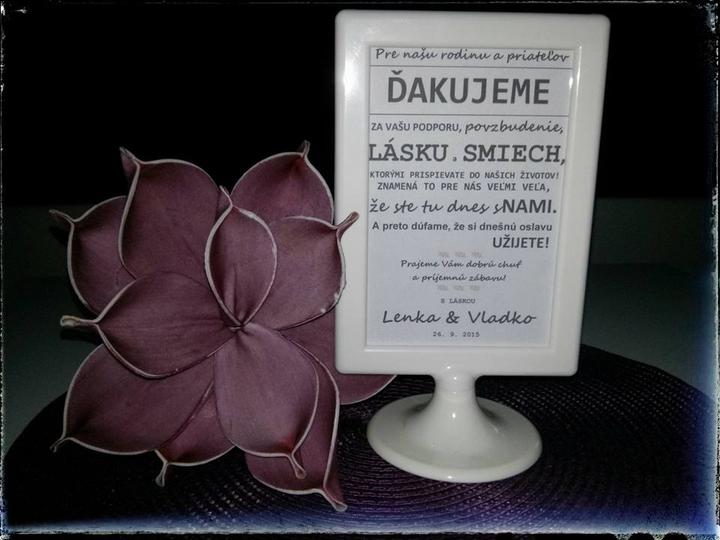 Pre našu rodinu a priateľov
ĎAKUJEME
ZA VAŠU PODPORU, povzbudenie,
LÁSKU a SMIECH,
KTORÝMI PRISPIEVATE DO NAŠICH ŽIVOTOV!
ZNAMENÁ TO PRE NÁS VEĽMI VEĽA,
že ste tu dnes sNAMI.
A preto dúfame, že si dnešnú oslavu
UŽIJETE!
Prajeme Vám dobrú chuť
a príjemnú zábavu!
S LÁSKOU
Lenka & Vladko
26. 9. 2015